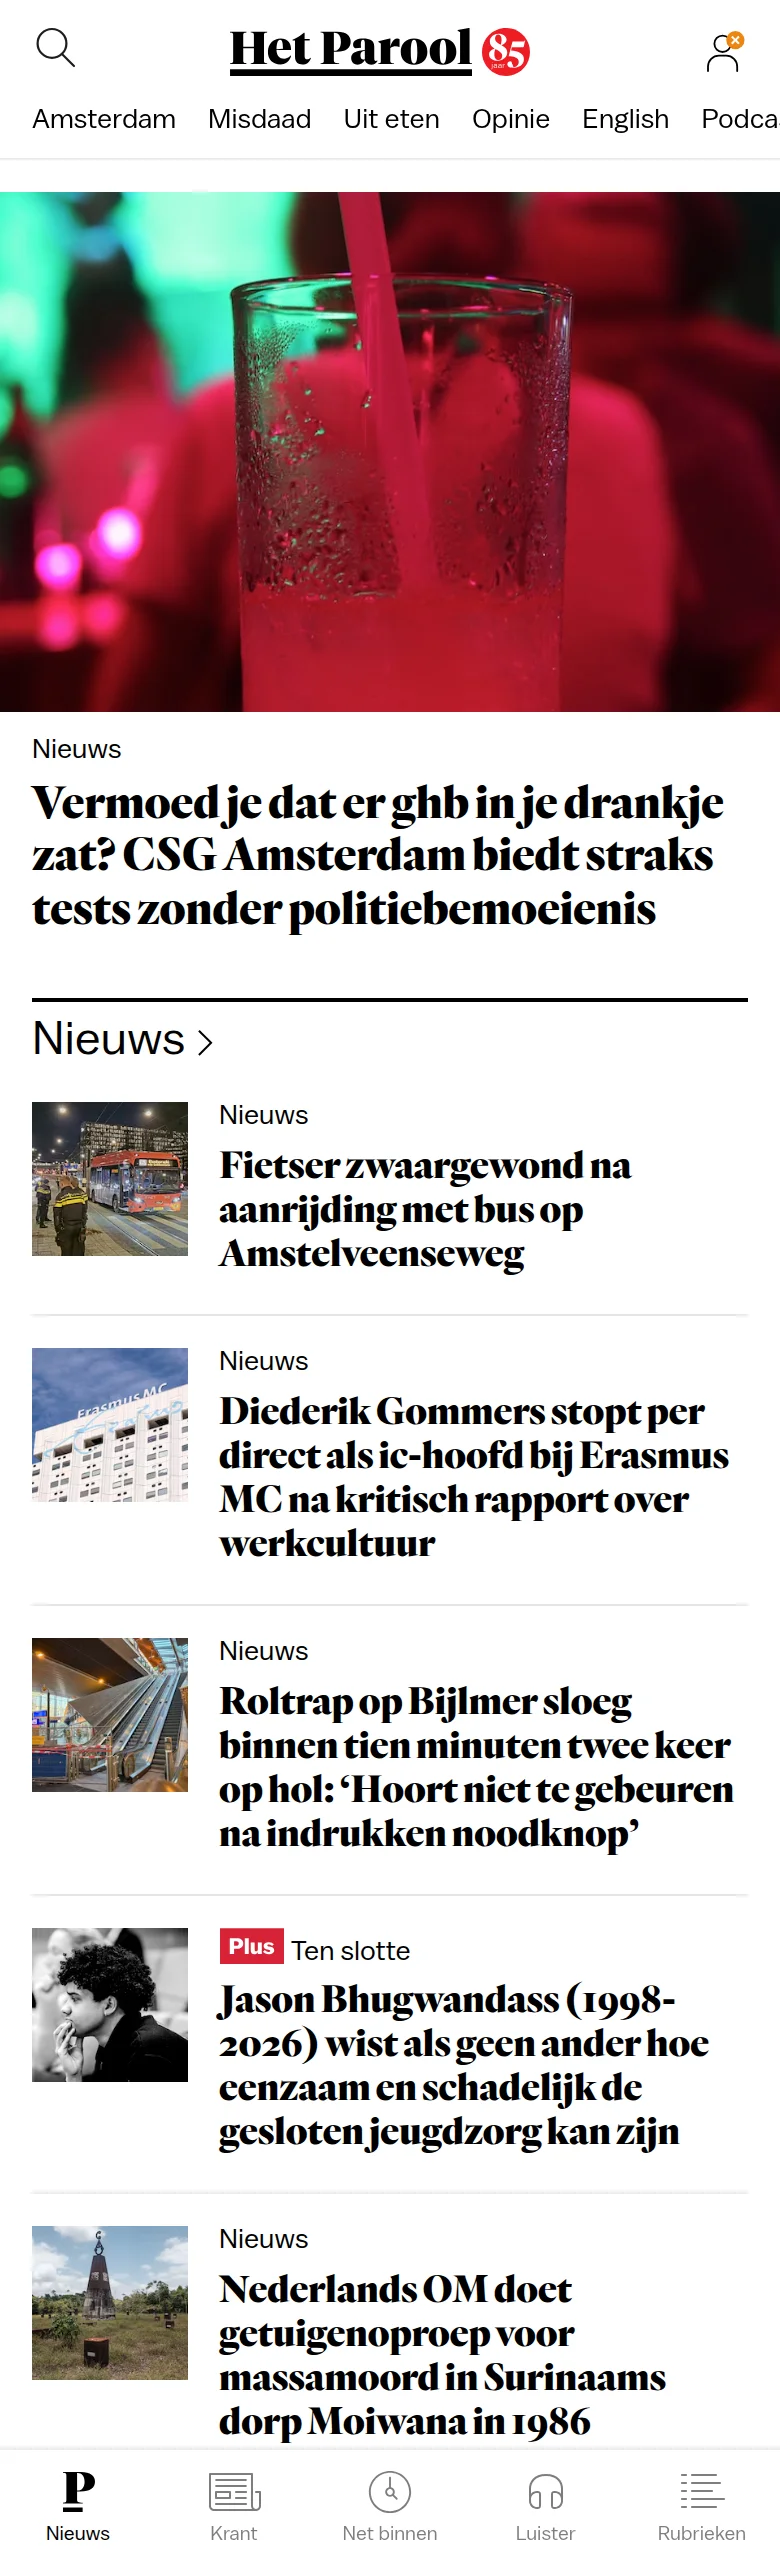 Het Parool 85 jaar
Amsterdam Misdaad Uit eten Opinie English Podca
Nieuws
Vermoed je dat er ghb in je drankje
zat? CSG Amsterdam biedt straks
tests zonder politiebemoeienis
Nieuws
Nieuws
Fietser zwaargewond na
aanrijding met bus op
Amstelveenseweg
Erasmus MC
Nieuws
Diederik Gommers stopt per
direct als ic-hoofd bij Erasmus
MC na kritisch rapport over
werkcultuur
Nieuws
Roltrap op Bijlmer sloeg
binnen tien minuten twee keer
op hol: ‘Hoort niet te gebeuren
na indrukken noodknop’
Plus Ten slotte
Jason Bhugwandass (1998-
2026) wist als geen ander hoe
eenzaam en schadelijk de
gesloten jeugdzorg kan zijn
Nieuws
Nederlands OM doet
getuigenoproep voor
massamoord in Surinaams
dorp Moiwana in 1986
P
Nieuws Krant Net binnen Luister Rubrieken